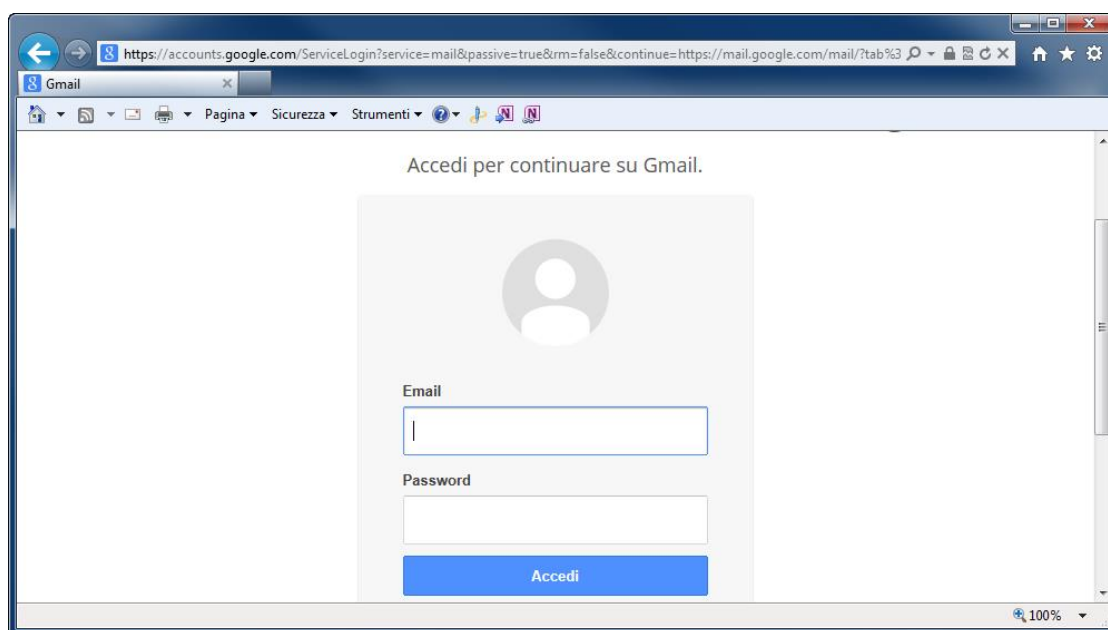 https://accounts.google.com/ServiceLogin?service=mail&passive=true&rm=false&continue=https://mail.google.com/mail/?tab%3
8 Gmail
Pagina Sicurezza Strumenti
Accedi per continuare su Gmail.
Email
Password
Accedi
100%